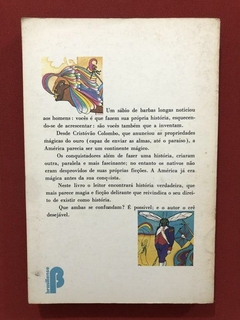 Um sábio de barbas longas noticiou
aos homens: vocês é que fazem sua própria história, esquecen-
do-se de acrescentar: são vocês também que a inventam.
Desde Cristóvão Colombo, que anunciou as propriedades
mágicas do ouro (capaz de enviar as almas, até o paraíso), a
América parecia ser um continente mágico.
Os conquistadores além de fazer uma história, criaram
outra, paralela e mais fascinante; no entanto os nativos não
eram desprovidos de suas próprias ficções. A América já era
mágica antes da sua conquista.
Neste livro o leitor encontrará história verdadeira, que
mais parece magia e ficção delirante que reivindica o seu direi-
to de existir como história.
Que ambas se confundam? É possível; e o autor o crê
desejável.